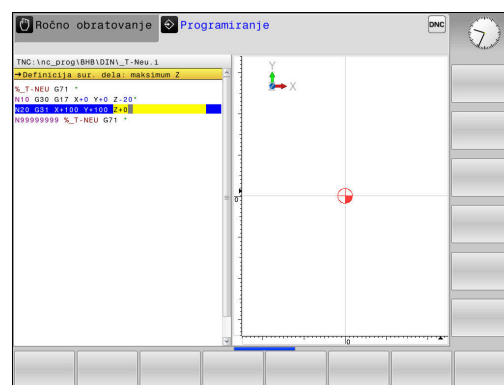 Ročno obratovanje
Programiranje
DNC
TNC:\nc_prog\BHB\DIN\_T-Neu.i
→Definicija sur. dela: maksimum Z
%_T-NEU G71 *
N10 G30 G17 X+0 Y+0 Z-20*
N20 G31 X+100 Y+100 Z+0
N99999999 %_T-NEU G71 *
Y
X
0
0